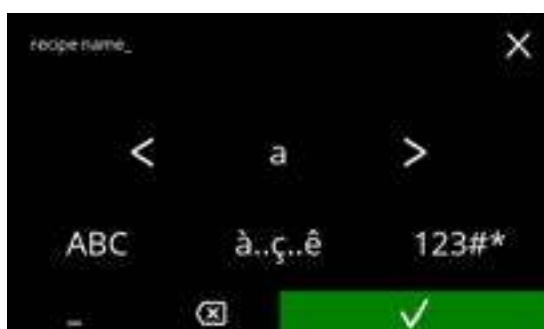 recipe name_
< a >
ABC à..ç..ê 123#*
_